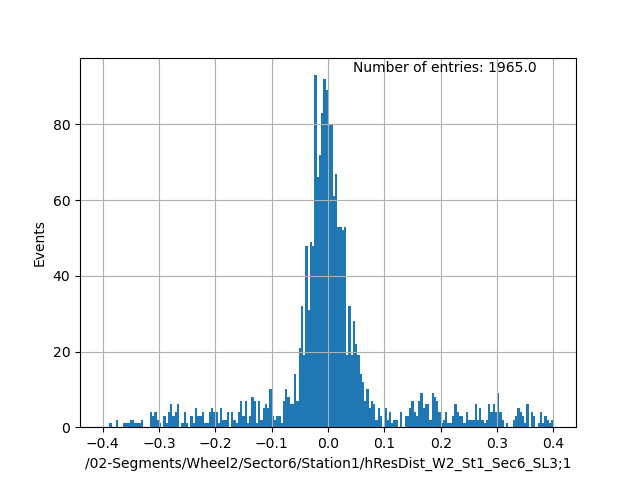 Number of entries: 1965.0
Events
80
60
40
20
0
−0.4 −0.3 −0.2 −0.1 0.0 0.1 0.2 0.3 0.4
/02-Segments/Wheel2/Sector6/Station1/hResDist_W2_St1_Sec6_SL3;1